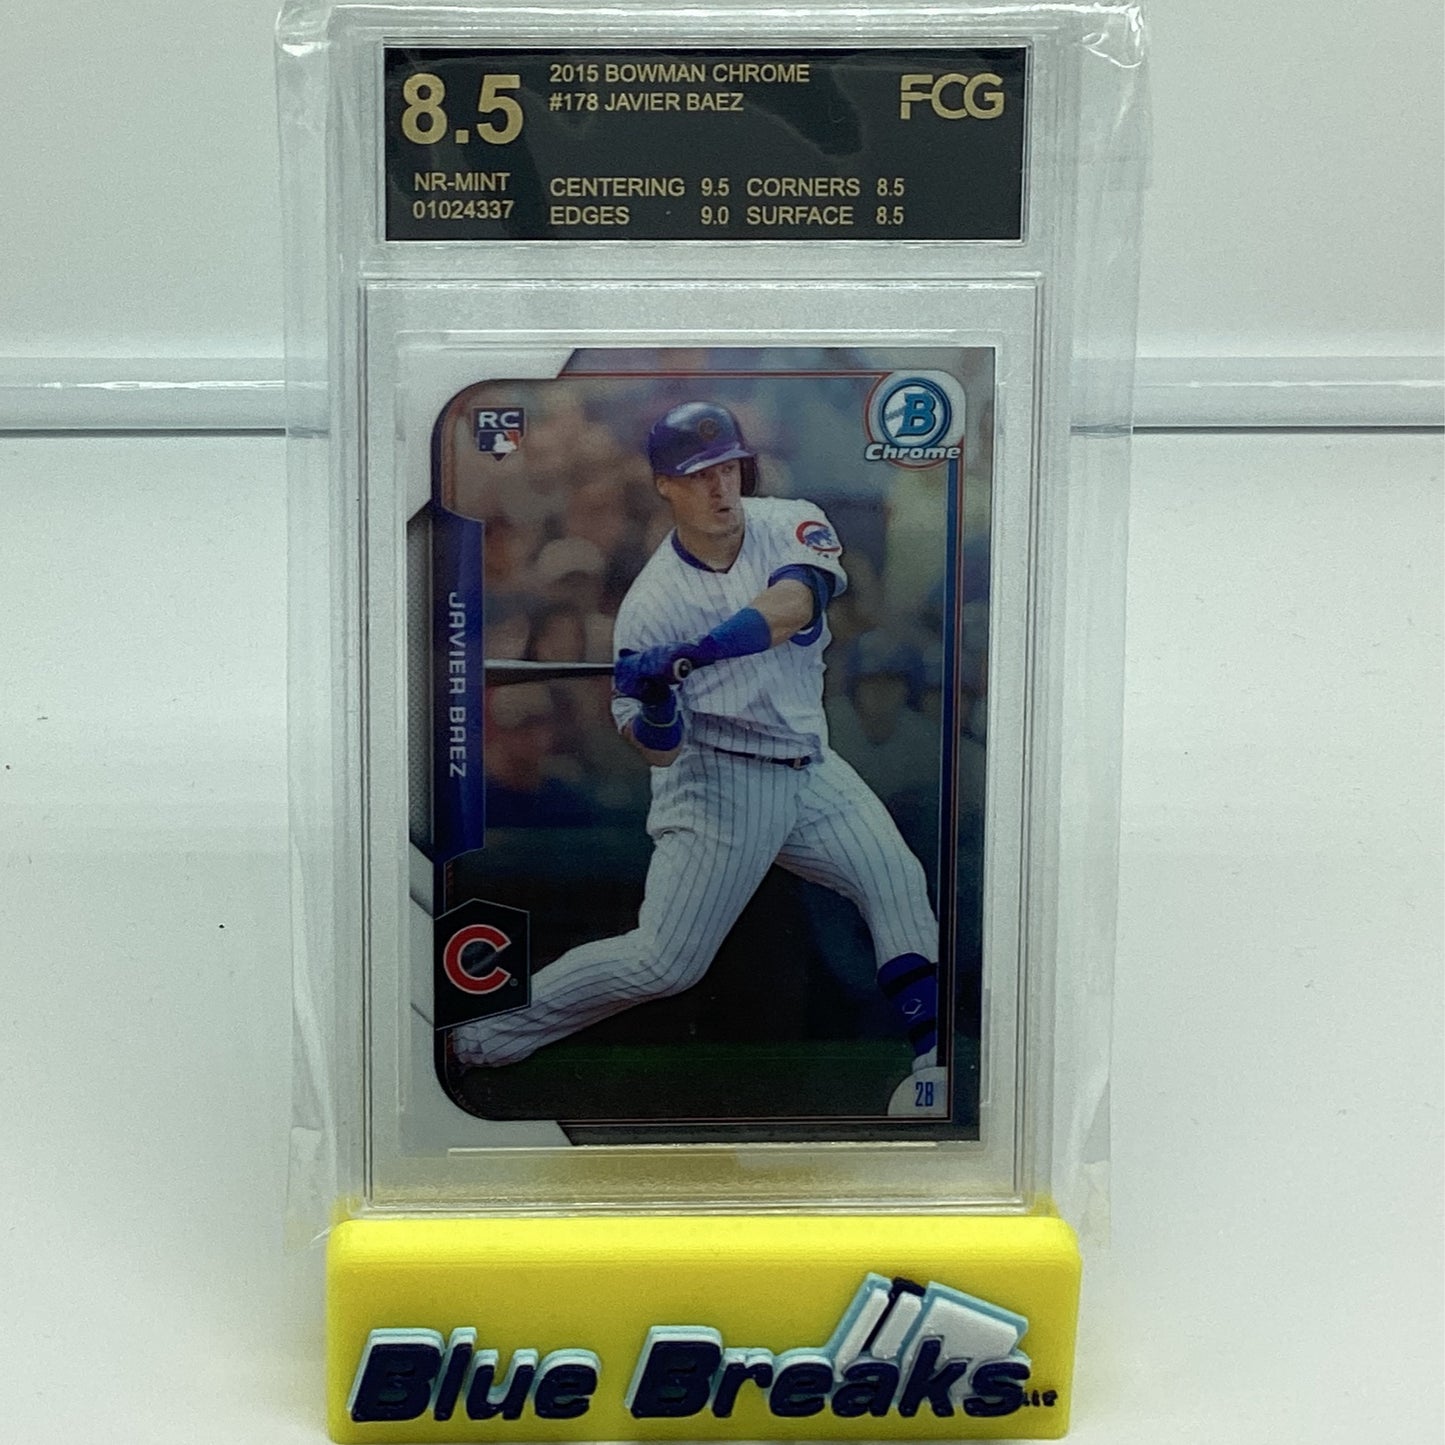 8.5
2015 BOWMAN CHROME
#178 JAVIER BAEZ
FCG
NR-MINT
01024337
CENTERING 9.5 CORNERS 8.5
EDGES 9.0 SURFACE 8.5
RC
B
Chrome
JAVIER BAEZ
C
2B
Blue Breaks